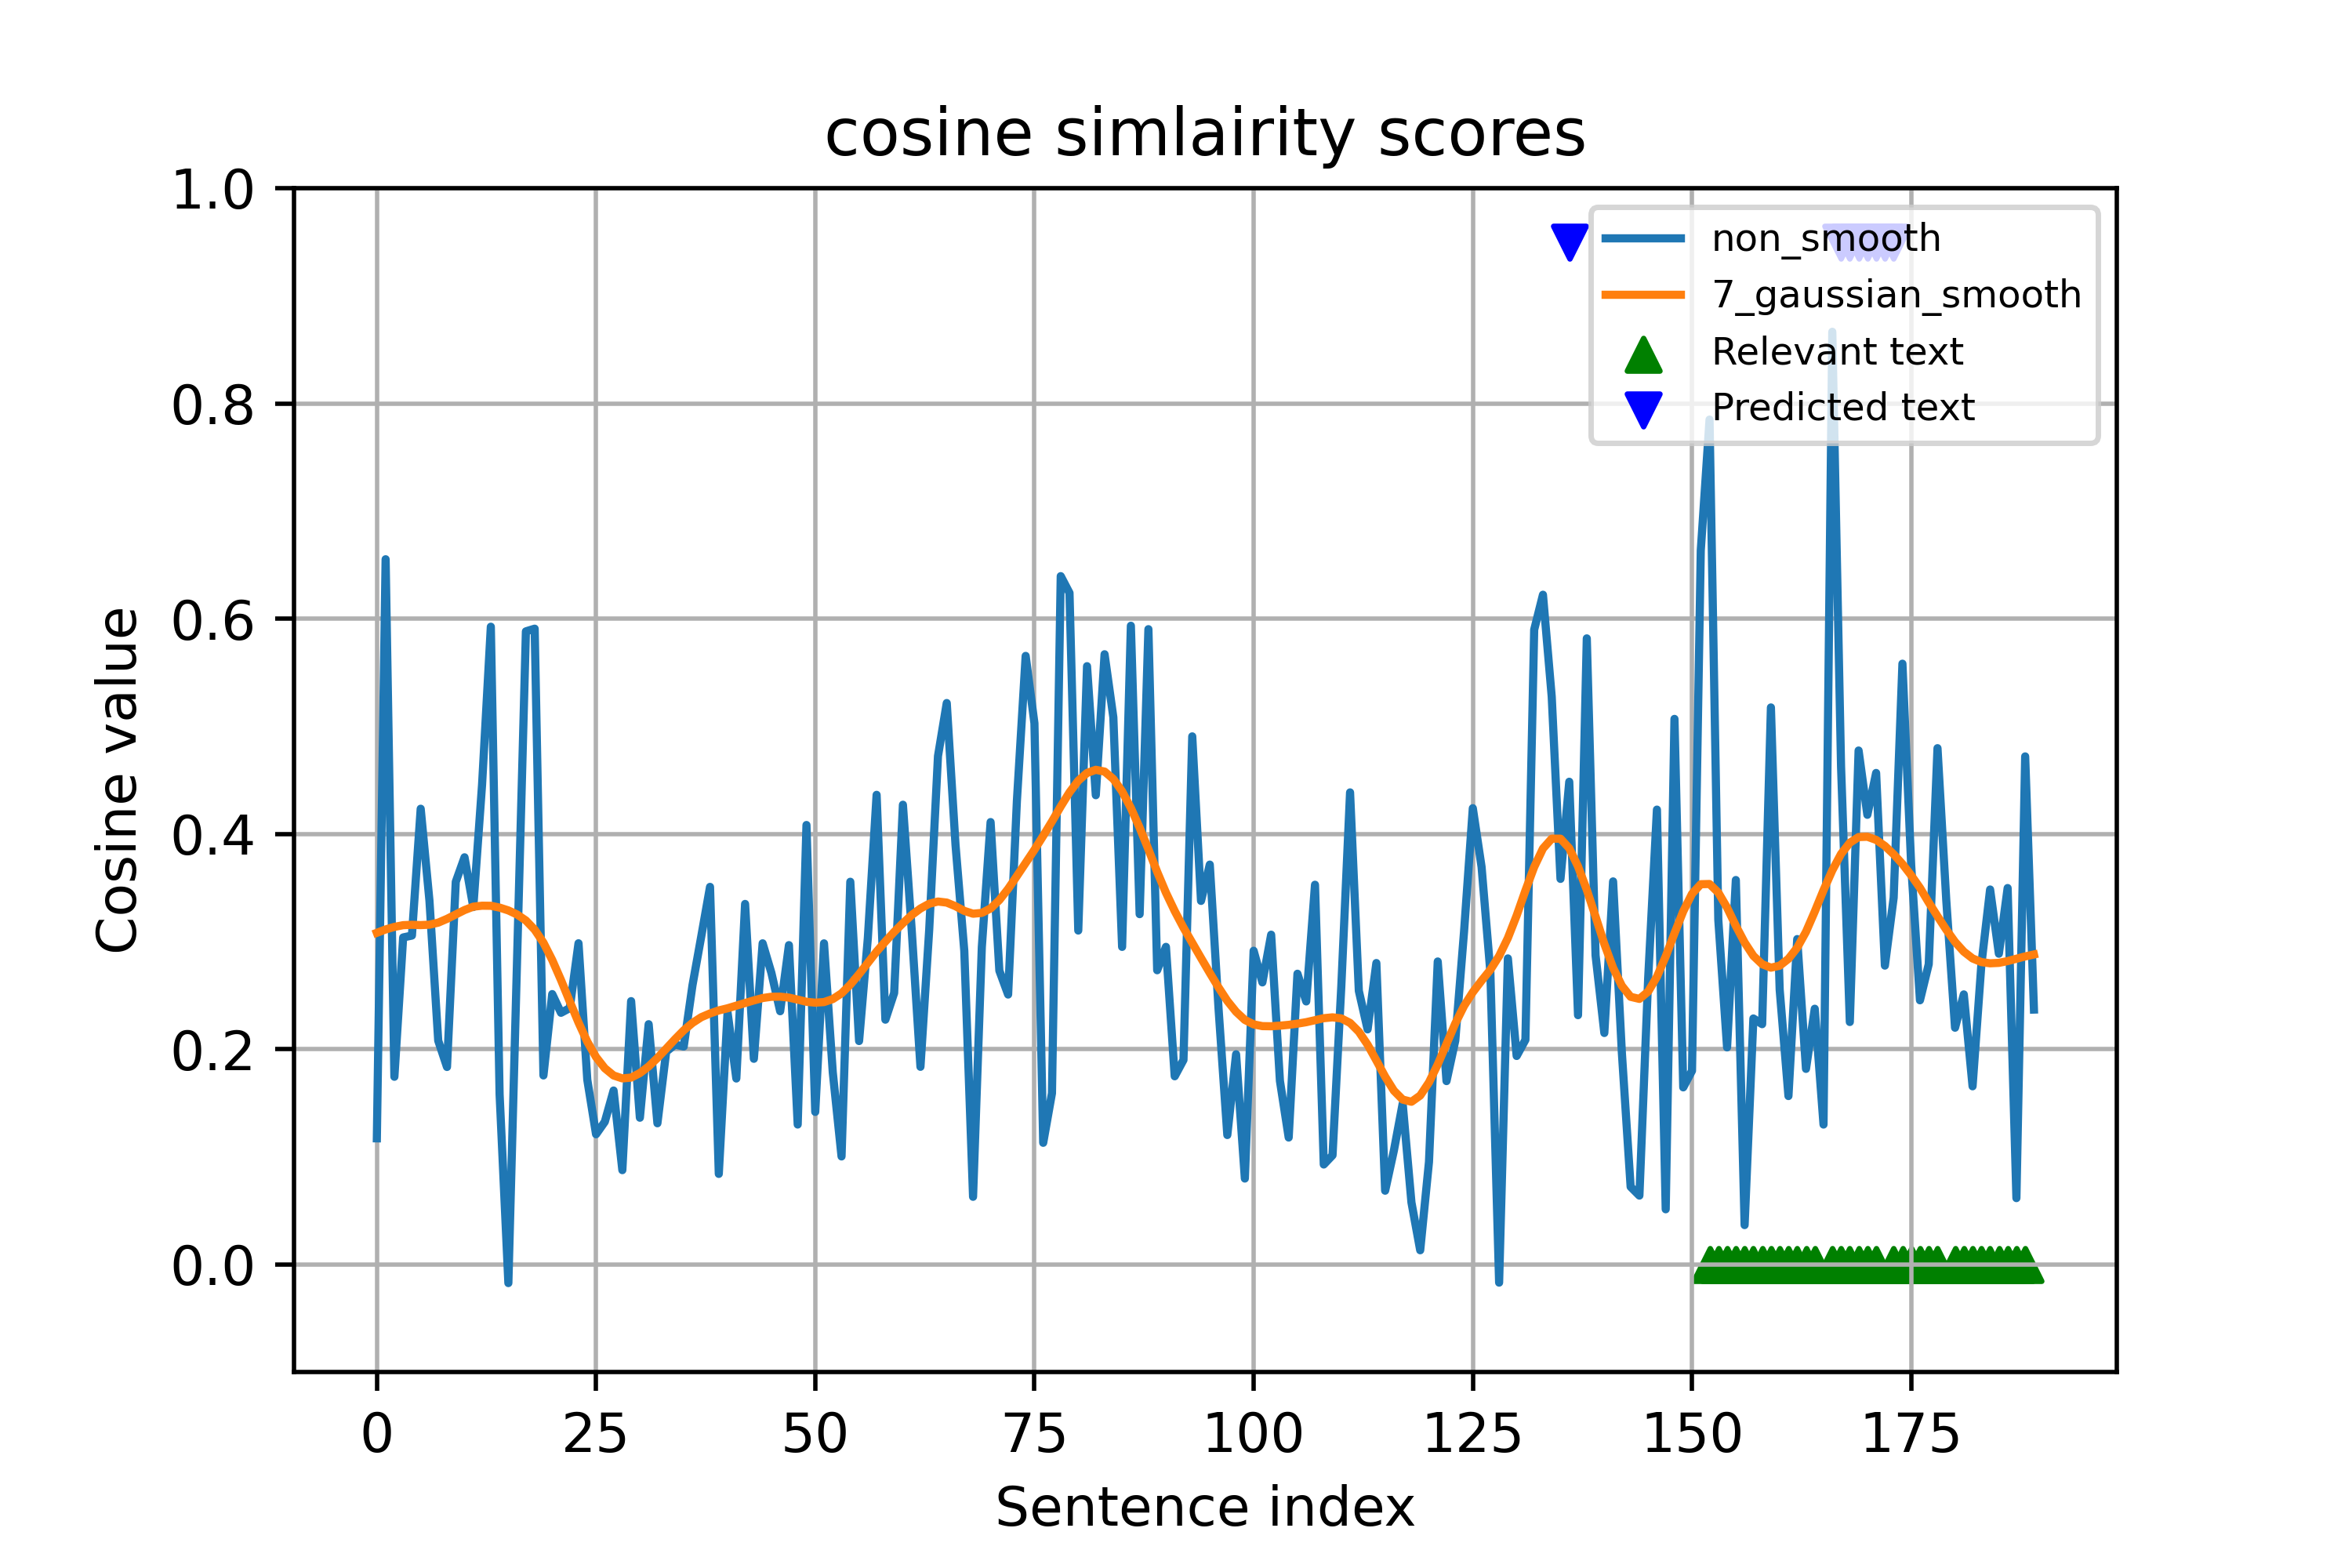 cosine simlairity scores
1.0
0.8
0.6
0.4
0.2
0.0
Cosine value
non_smooth
7_gaussian_smooth
Relevant text
Predicted text
0 25 50 75 100 125 150 175
Sentence index